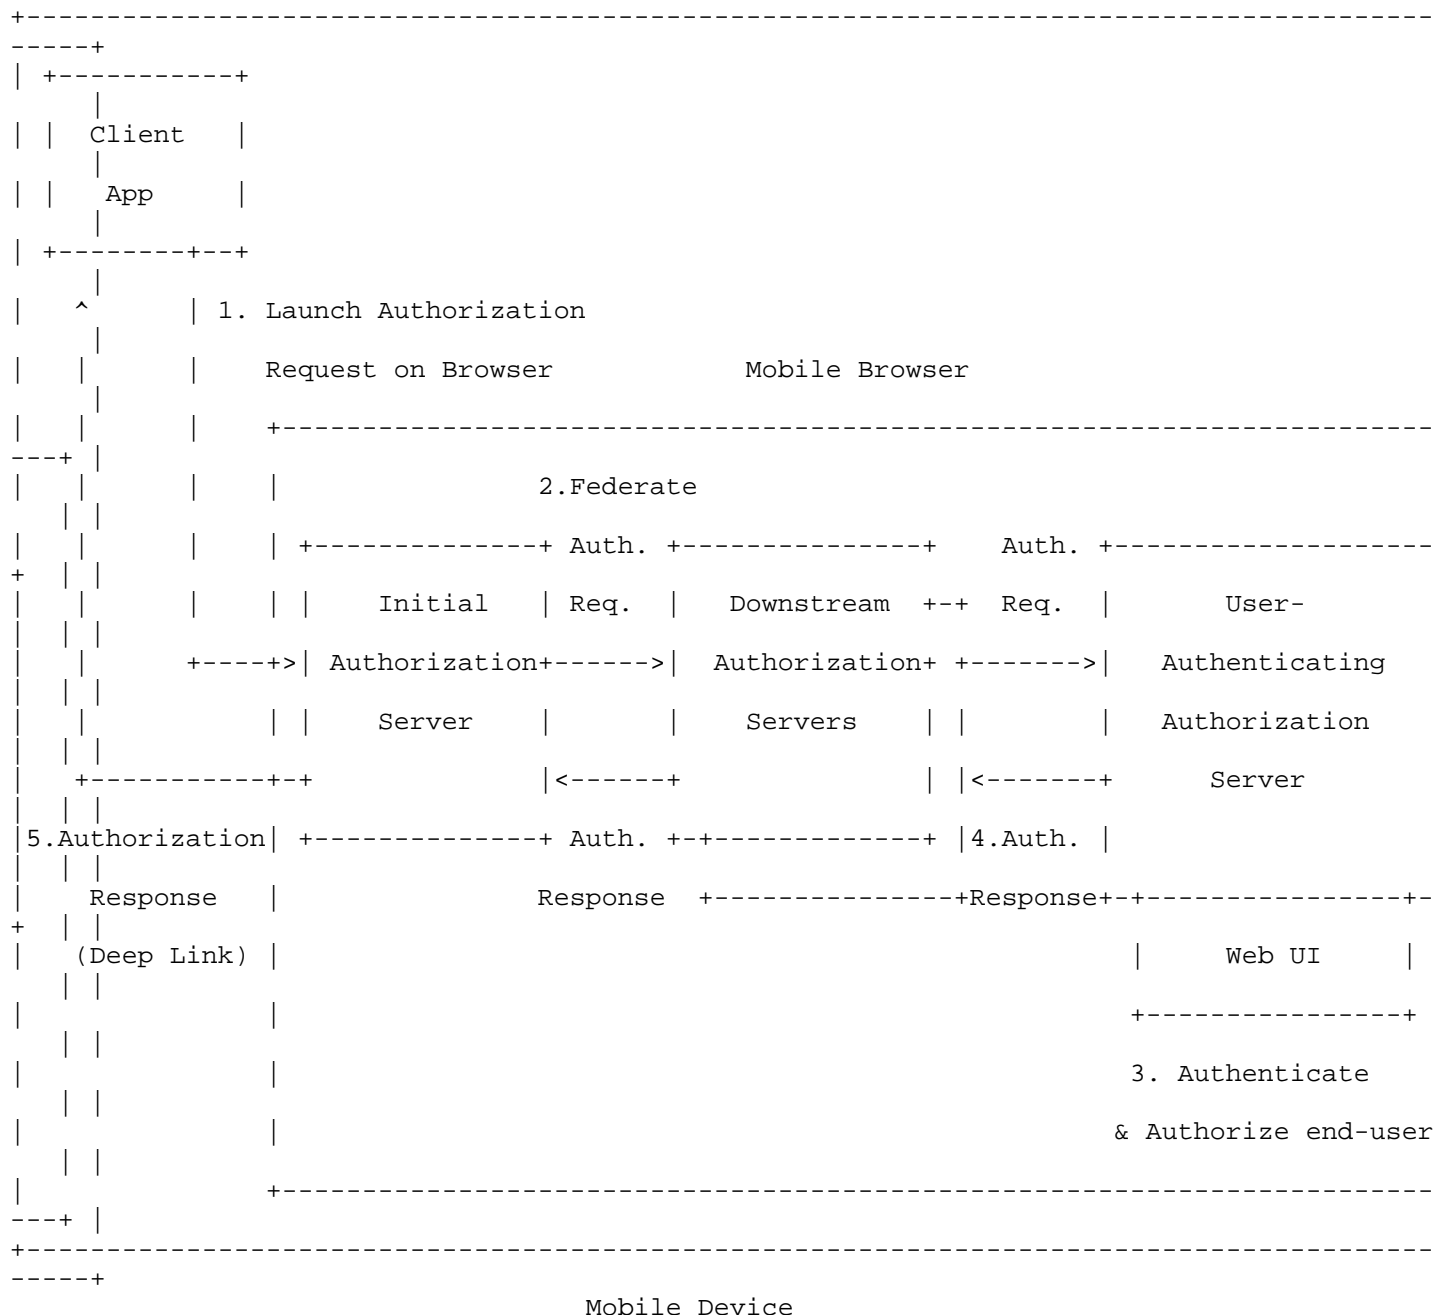 +----------------------------------------------------------------------------------------
-----+
| +-----------+
     |
| |  Client   |
     |
| |   App     |
     |
| +--------+--+
     |
|   ^      | 1. Launch Authorization
     |
|   |      |    Request on Browser            Mobile Browser
     |
|   |      |    +------------------------------------------------------------------------
---+ |
|   |      |    |                2.Federate
   | |
|   |      |    | +--------------+ Auth. +---------------+    Auth. +--------------------
+  | |
|   |      |    | |    Initial   | Req.  |   Downstream  +-+  Req.  |       User-
|  | |
|   |      +----+>| Authorization+------>|  Authorization+ +------->|   Authenticating
|  | |
|   |           | |    Server    |       |    Servers    | |        |   Authorization
|  | |
|   +-----------+-+              |<------+               | |<-------+      Server
|  | |
|5.Authorization| +--------------+ Auth. +-+-------------+ |4.Auth. |
|  | |
|    Response   |                Response  +---------------+Response+-+----------------+-
+  | |
|   (Deep Link) |                                                     |     Web UI     |
   | |
|               |                                                     +----------------+
   | |
|               |                                                     3. Authenticate
   | |
|               |                                                    & Authorize end-user
   | |
|               +------------------------------------------------------------------------
---+ |
+----------------------------------------------------------------------------------------
-----+
                                   Mobile Device